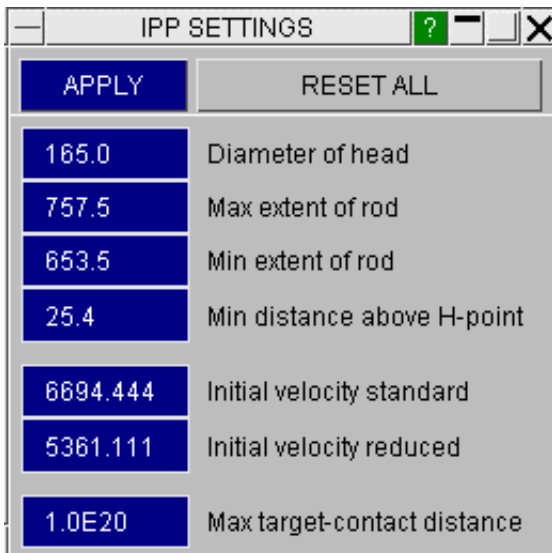 IPP SETTINGS ?
APPLY RESET ALL
165.0 Diameter of head
757.5 Max extent of rod
653.5 Min extent of rod
25.4 Min distance above H-point
6694.444 Initial velocity standard
5361.111 Initial velocity reduced
1.0E20 Max target-contact distance